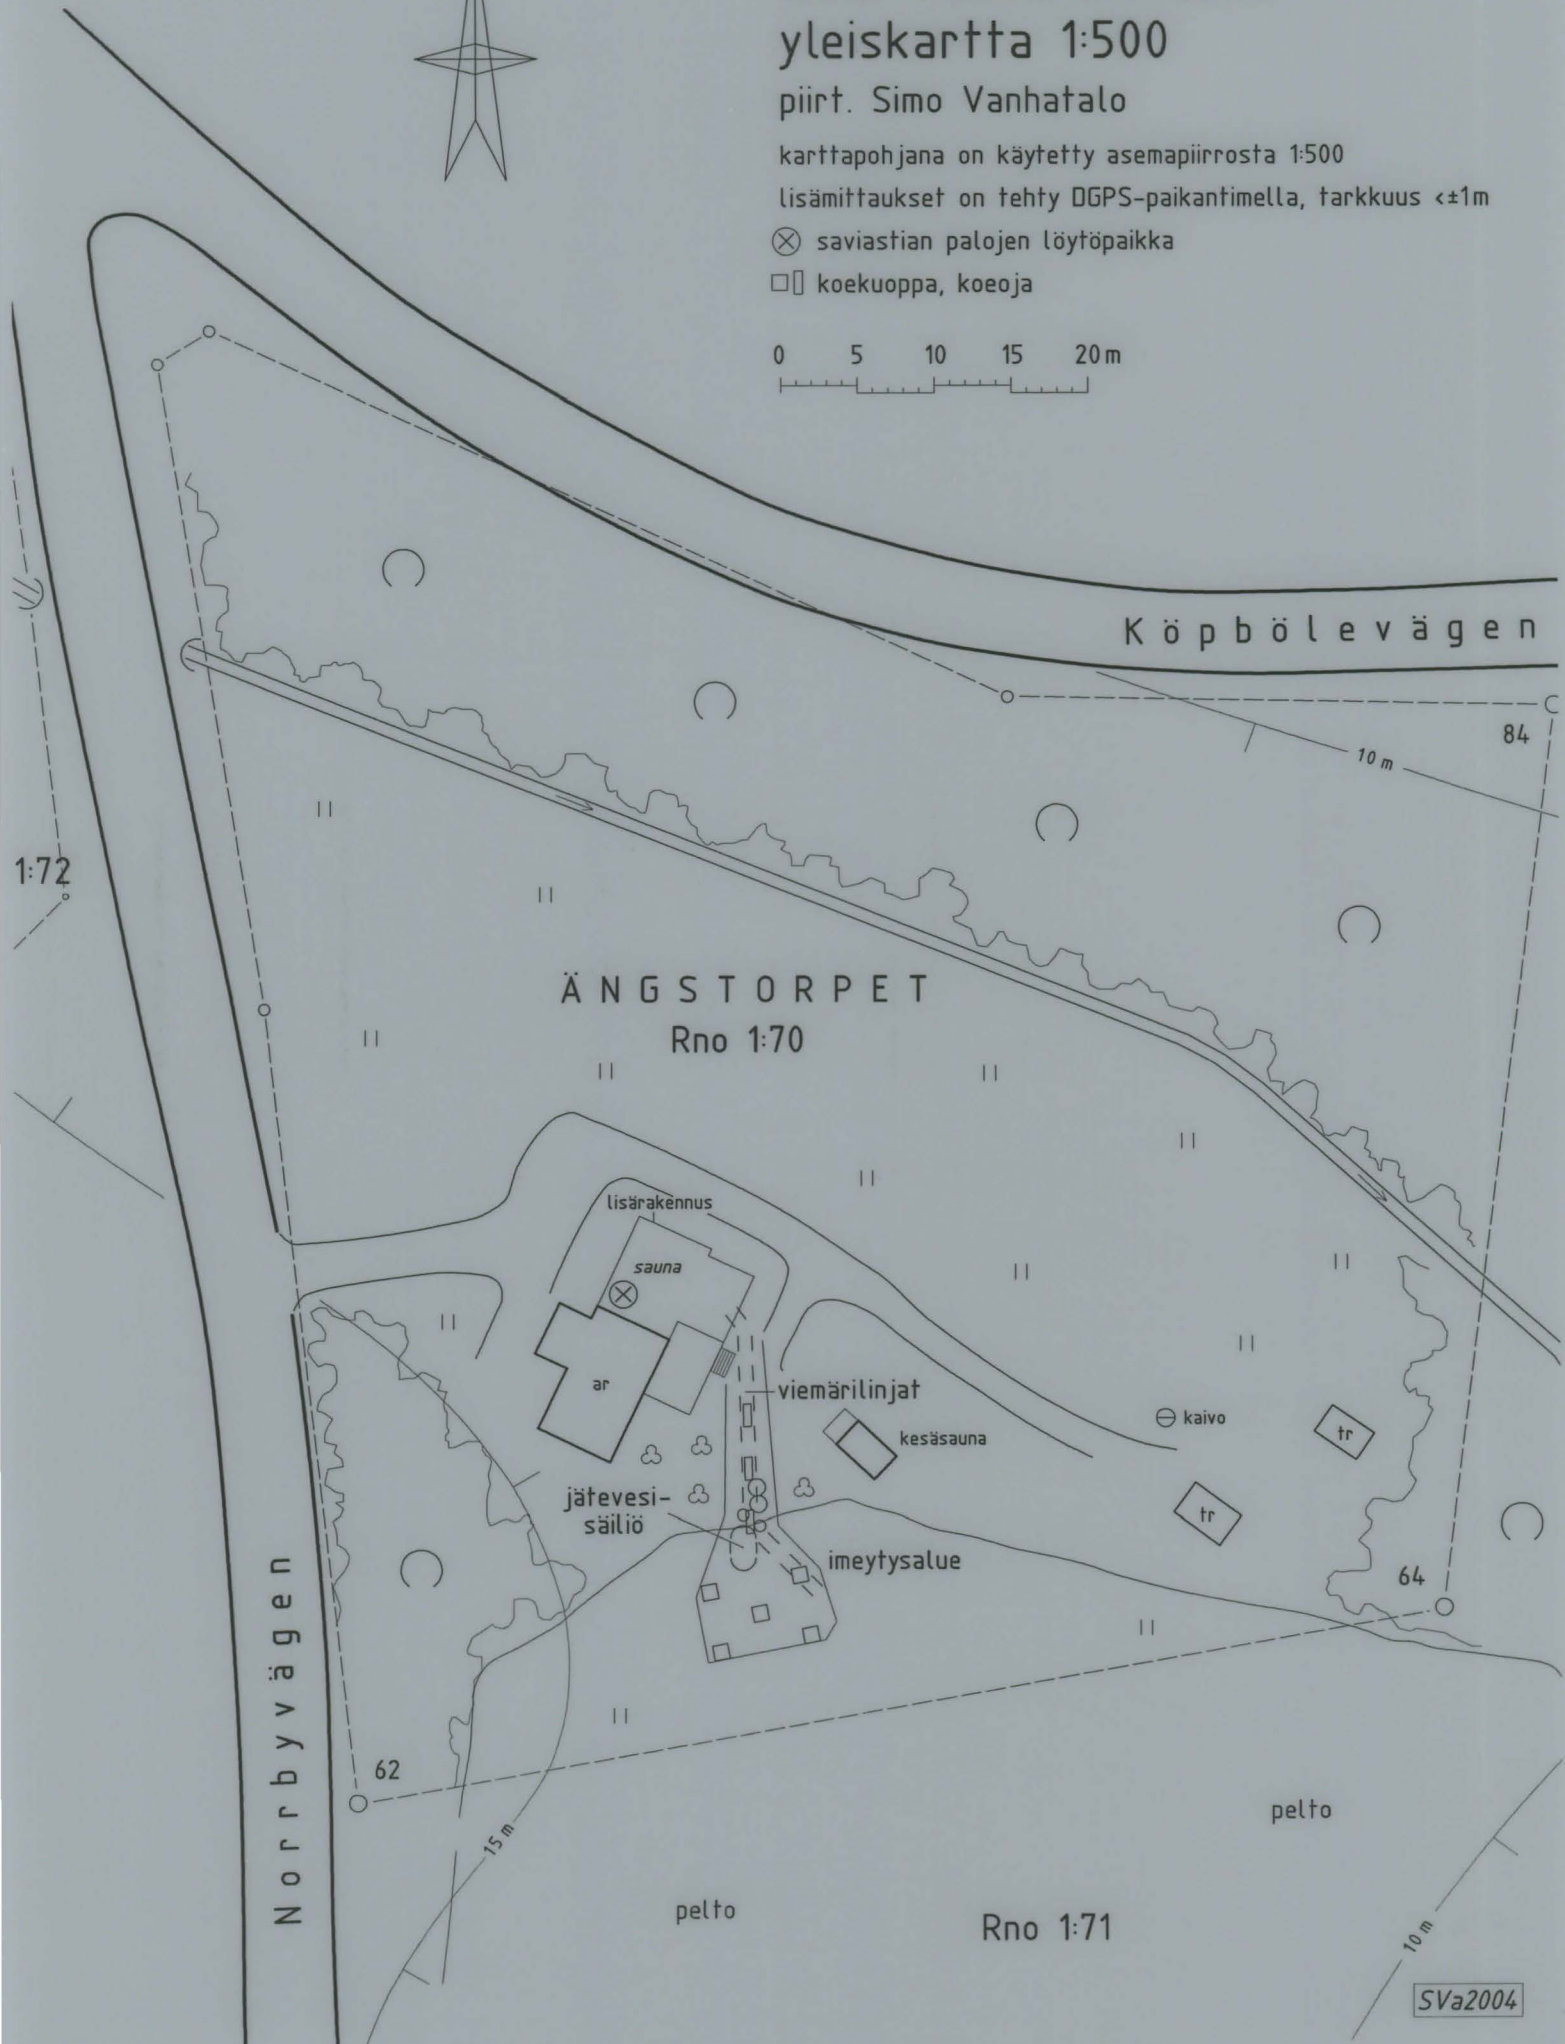 yleiskartta 1:500
piirt. Simo Vanhatalo
karttapohjana on käytetty asemapiirrosta 1:500
lisämittaukset on tehty DGPS-paikantimella, tarkkuus <±1m
saviastian palojen löytöpaikka
koekuoppa, koeoja
0 5 10 15 20m
Köpbölevägen
84
10 m
1:72
ÄNGSTORPET
Rno 1:70
lisärakennus
sauna
ar
viemärilinjat
kaivo
kesäsauna
tr
tr
jätevesi-
säiliö
imeytysalue
64
Norrbyvägen
62
15 m
pelto
pelto
Rno 1:71
10 m
SVa2004